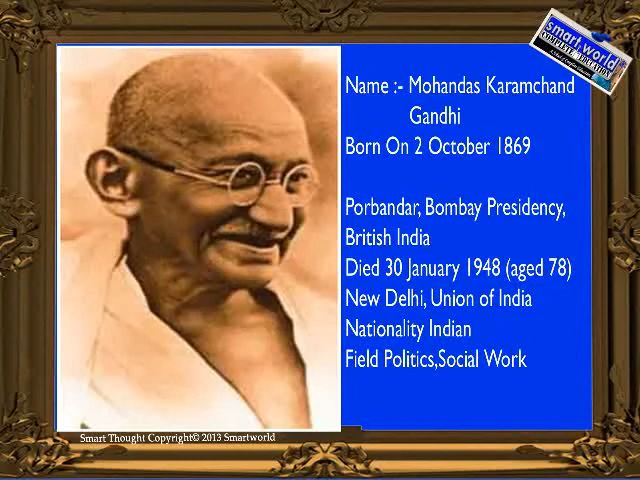 smart.world
COMPLETE EDUCATION
Name :- Mohandas Karamchand
Gandhi
Born On 2 October 1869
Porbandar, Bombay Presidency,
British India
Died 30 January 1948 (aged 78)
New Delhi, Union of India
Nationality Indian
Field Politics,Social Work
Smart Thought Copyright© 2013 Smartworld